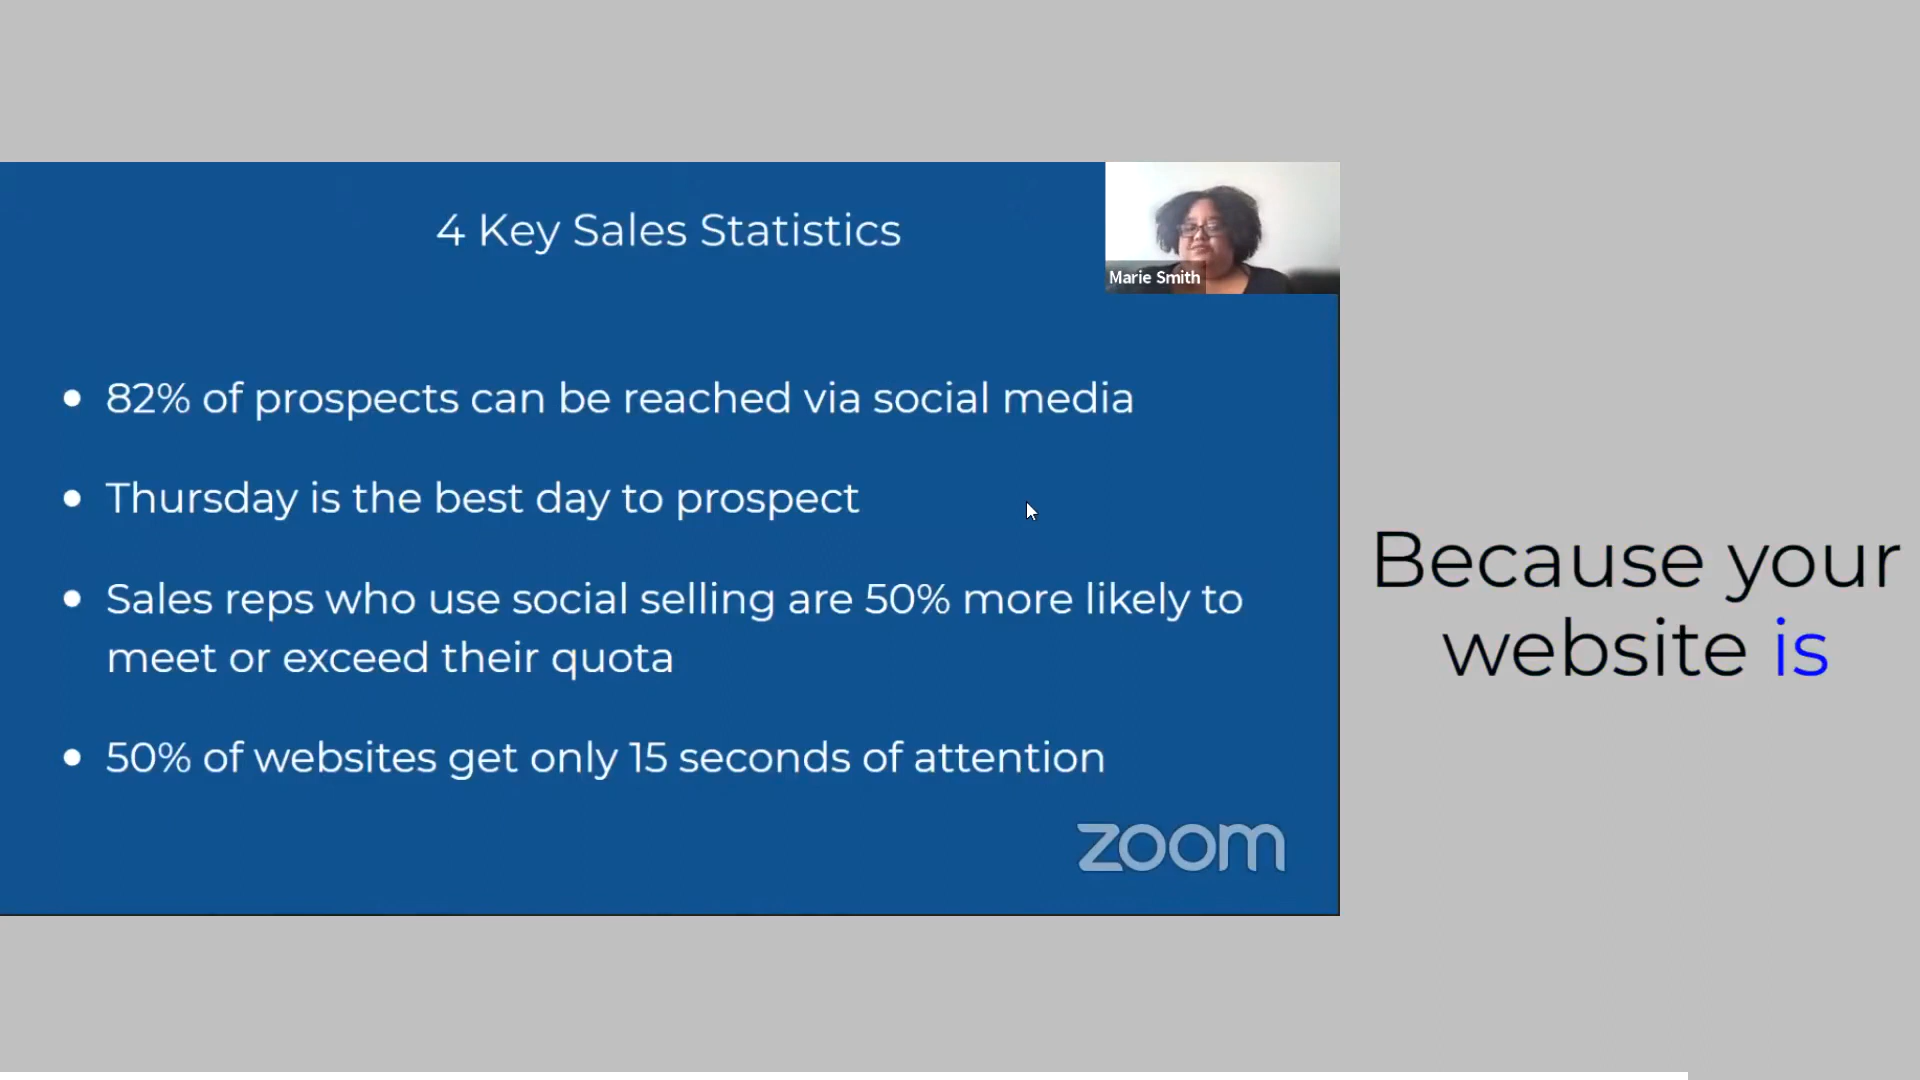 4 Key Sales Statistics
Marie Smith
• 82% of prospects can be reached via social media
• Thursday is the best day to prospect
• Sales reps who use social selling are 50% more likely to
meet or exceed their quota
• 50% of websites get only 15 seconds of attention
zoom
Because your
website is